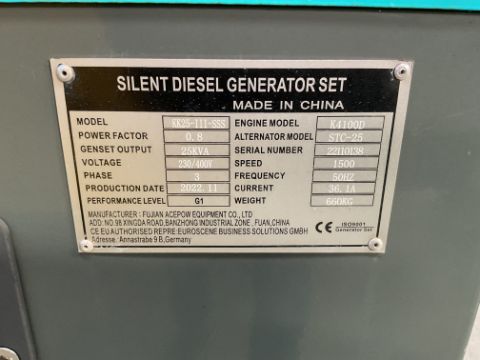 SILENT DIESEL GENERATOR SET
MADE IN CHINA
MODEL KK25-III-SSS ENGINE MODEL K4100D
POWER FACTOR 0.8 ALTERNATOR MODEL STC-25
GENSET OUTPUT 25KVA SERIAL NUMBER 22110138
VOLTAGE 230/400V SPEED 1500
PHASE 3 FREQUENCY 50HZ
PRODUCTION DATE 2022.11 CURRENT 36.1A
PERFORMANCE LEVEL G1 WEIGHT 660KG
MANUFACTURER : FUJIAN ACEPOW EQUIPMENT CO., LTD
ADD: NO.98 XINGDA ROAD, BANZHONG INDUSTRIAL ZONE ,FUAN,CHINA
CE EU AUTHORISED REPRE:EUROSCENE BUSINESS SOLUTIONS GMBH
Adresse. Annastrabe 9 B,Germany
CE ISO9001
Generator Set